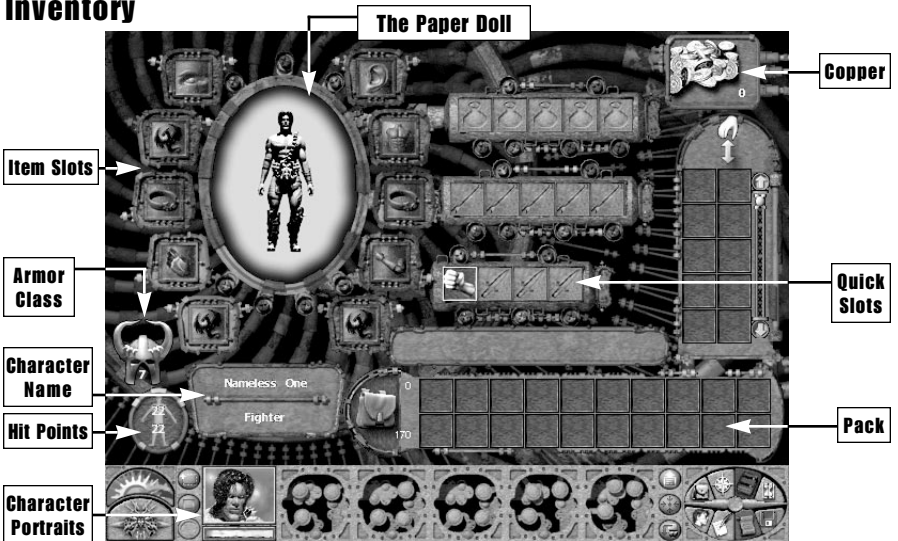 Inventory
The Paper Doll
Copper
0
Item Slots
Armor
Class
7
Quick
Slots
Character
Name
Nameless One
Fighter
0
170
Hit Points
22
22
Pack
Character
Portraits